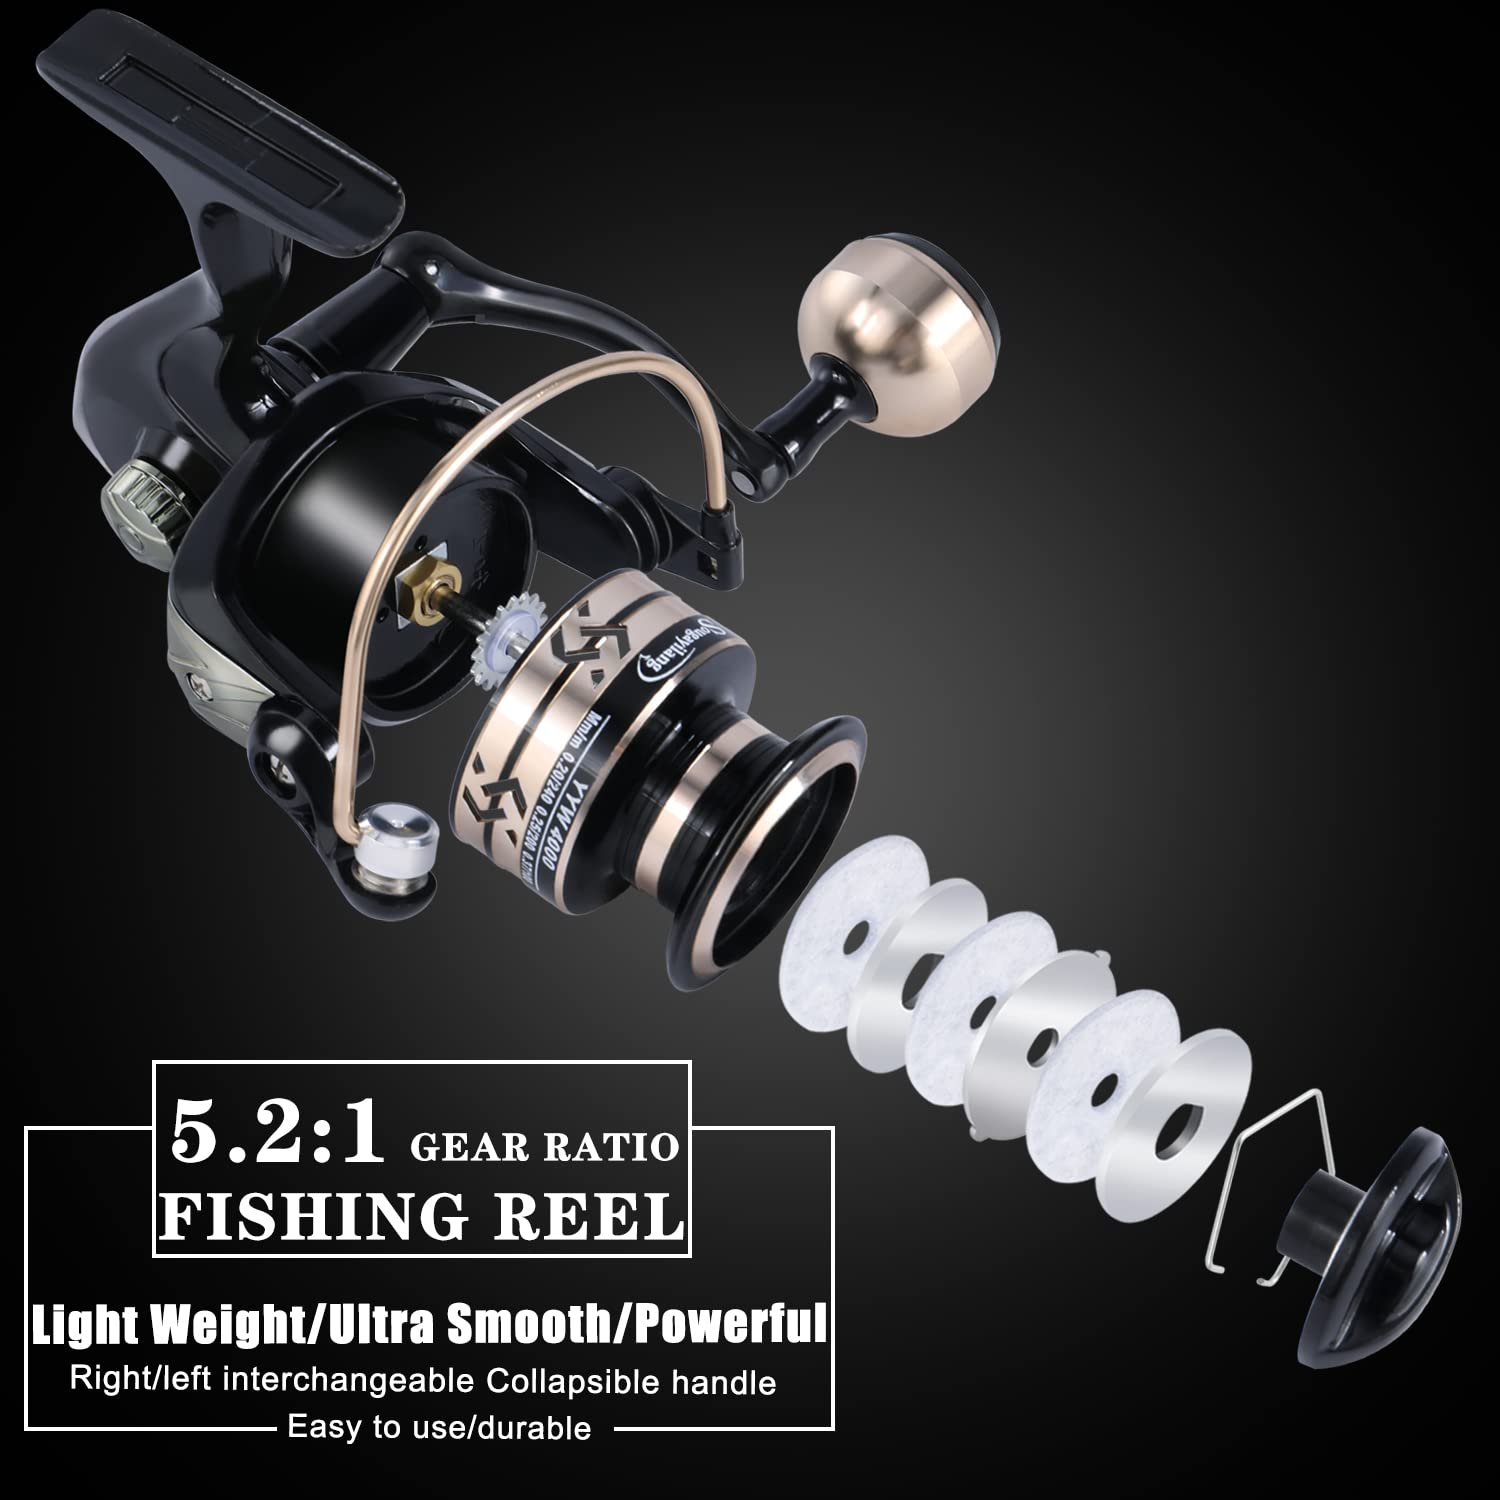 Sougayilang
YYW 4000
Mm/m 0.20/240 0.25/200
5.2:1 GEAR RATIO
FISHING REEL
Light Weight/Ultra Smooth/Powerful
Right/left interchangeable Collapsible handle
Easy to use/durable